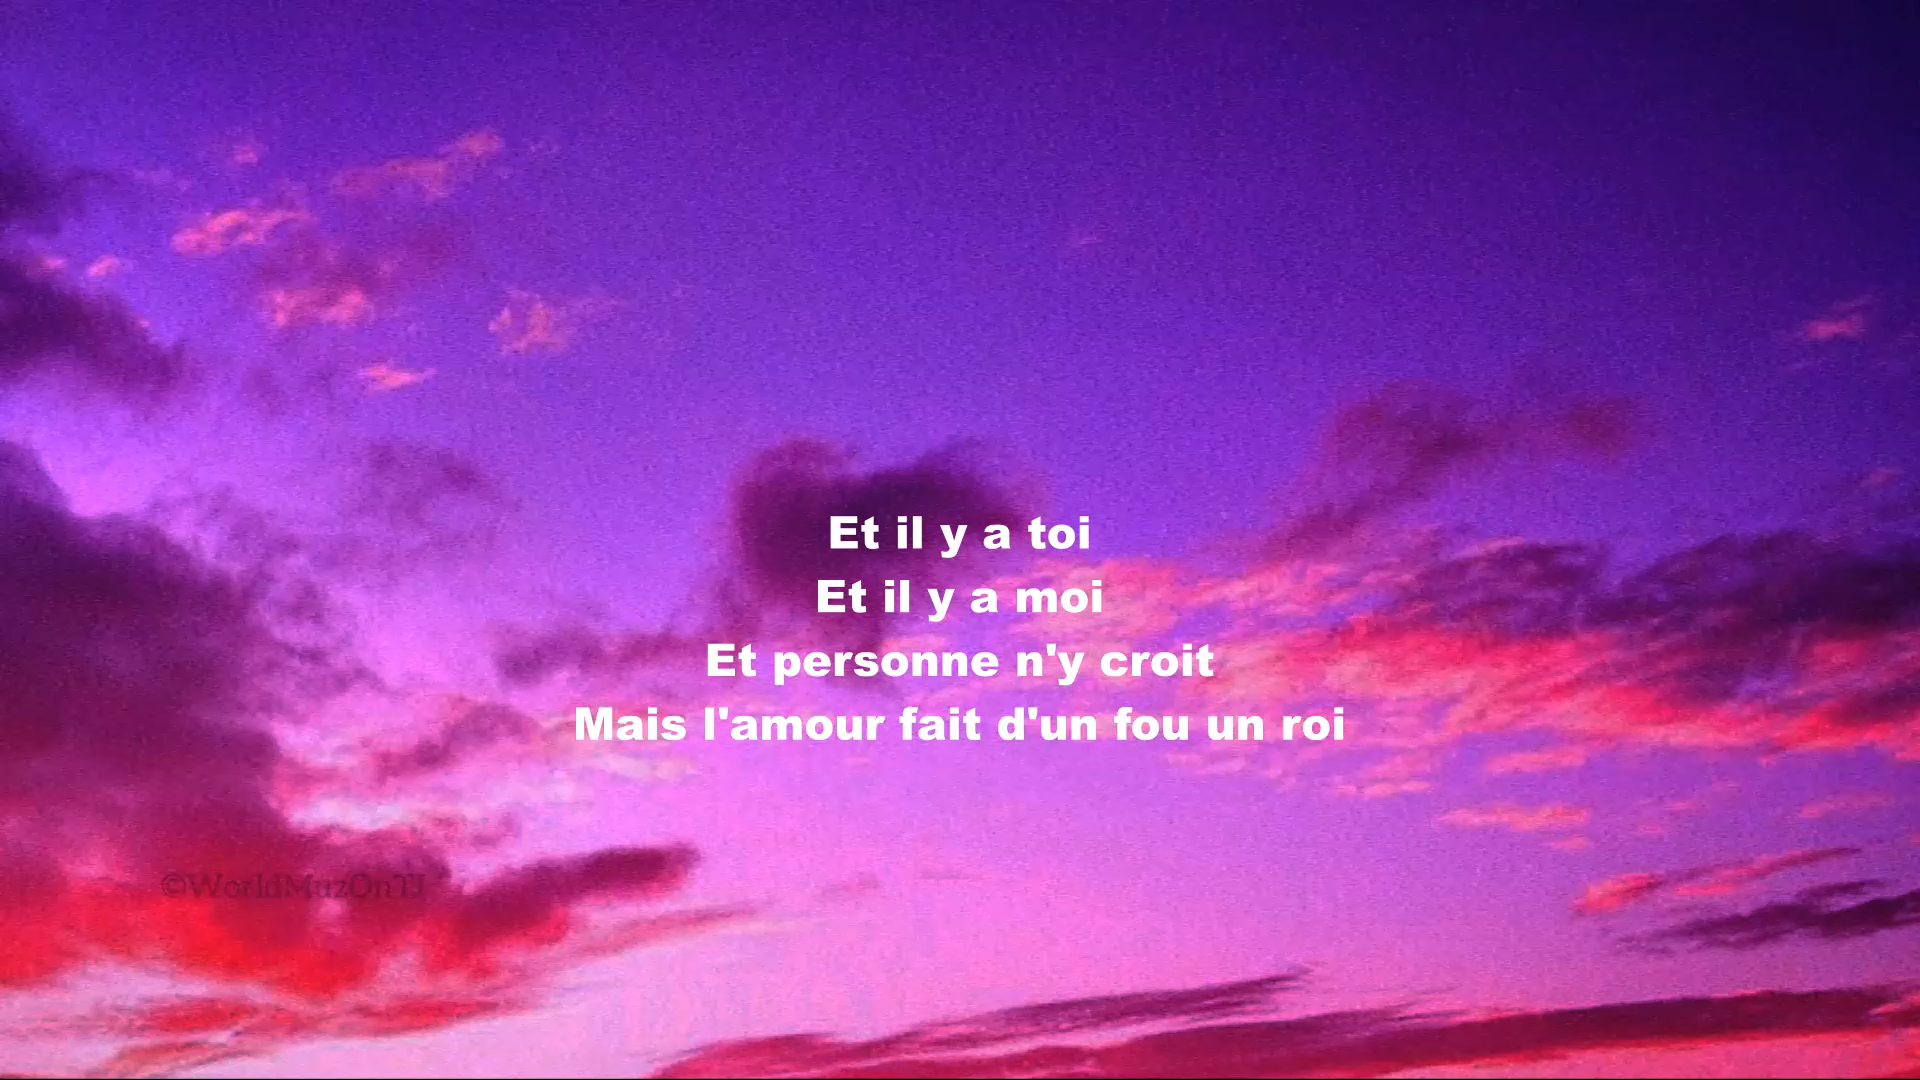 Et il y a toi
Et il y a moi
Et personne n'y croit
Mais l'amour fait d'un fou un roi
©WorldMuzOnTJ